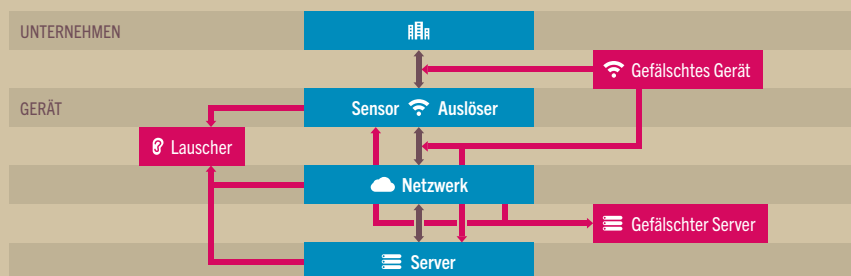 UNTERNEHMEN
Gefälschtes Gerät
GERÄT
Sensor Auslöser
Lauscher
Netzwerk
Gefälschter Server
Server